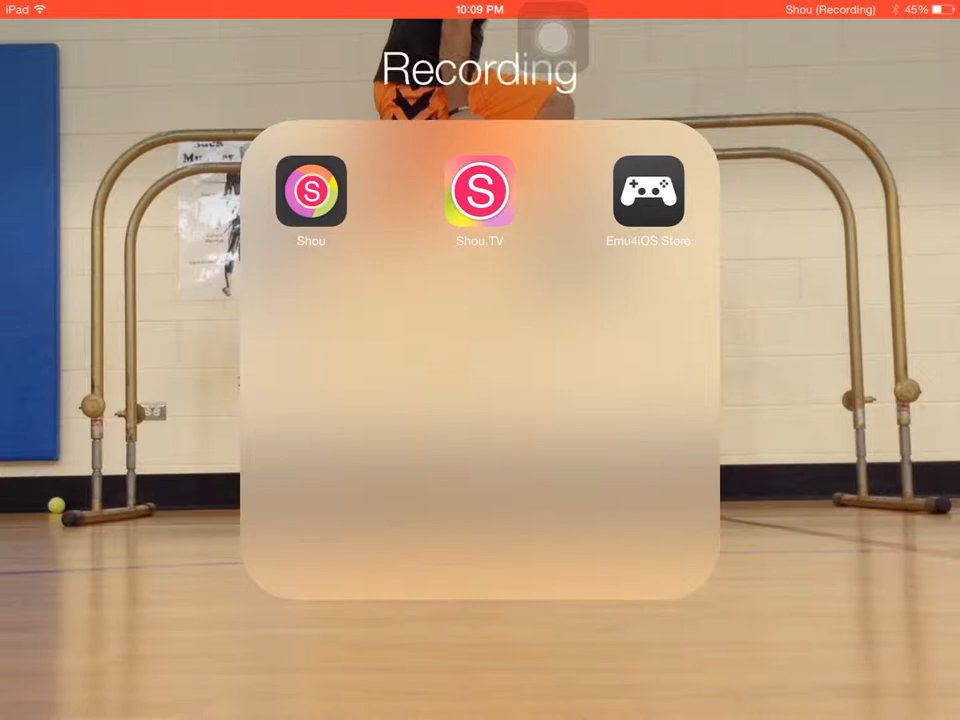 iPad 10:09 PM Shou (Recording) 45%
Recording
S S
Shou Shou.TV Emu4iOS Store